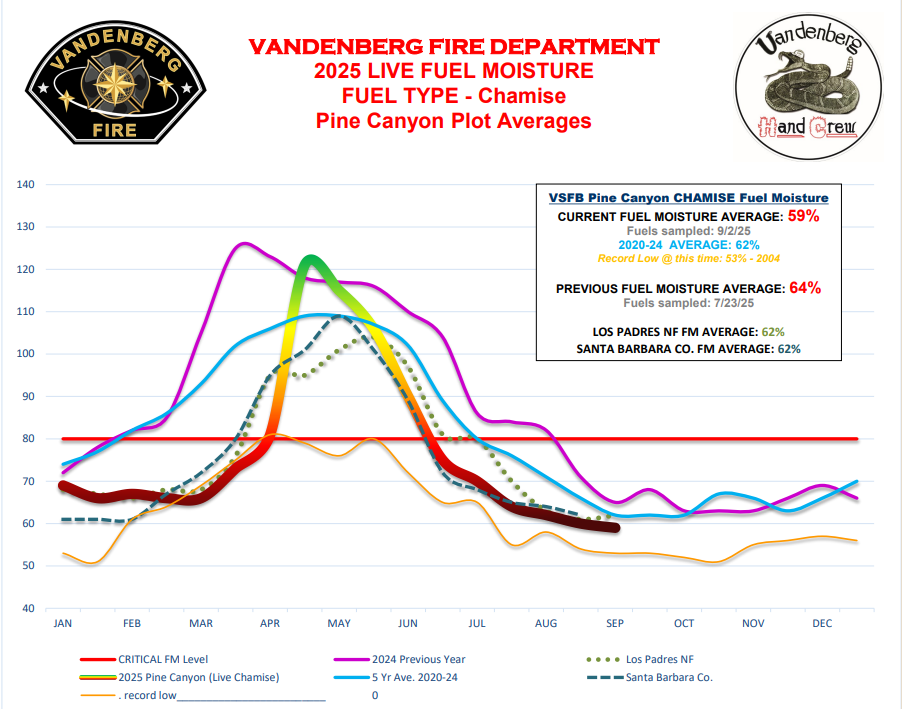 VANDENBERG
FIRE
VANDENBERG FIRE DEPARTMENT
2025 LIVE FUEL MOISTURE
FUEL TYPE - Chamise
Pine Canyon Plot Averages
Vandenberg
Hand Crew
VSFB Pine Canyon CHAMISE Fuel Moisture
CURRENT FUEL MOISTURE AVERAGE: 59%
Fuels sampled: 9/2/25
2020-24 AVERAGE: 62%
Record Low @ this time: 53% - 2004
PREVIOUS FUEL MOISTURE AVERAGE: 64%
Fuels sampled: 7/23/25
LOS PADRES NF FM AVERAGE: 62%
SANTA BARBARA CO. FM AVERAGE: 62%
140
130
120
110
100
90
80
70
60
50
40
JAN FEB MAR APR MAY JUN JUL AUG SEP OCT NOV DEC
CRITICAL FM Level 2024 Previous Year Los Padres NF
2025 Pine Canyon (Live Chamise) 5 Yr Ave. 2020-24 Santa Barbara Co.
. record low__________________________ 0